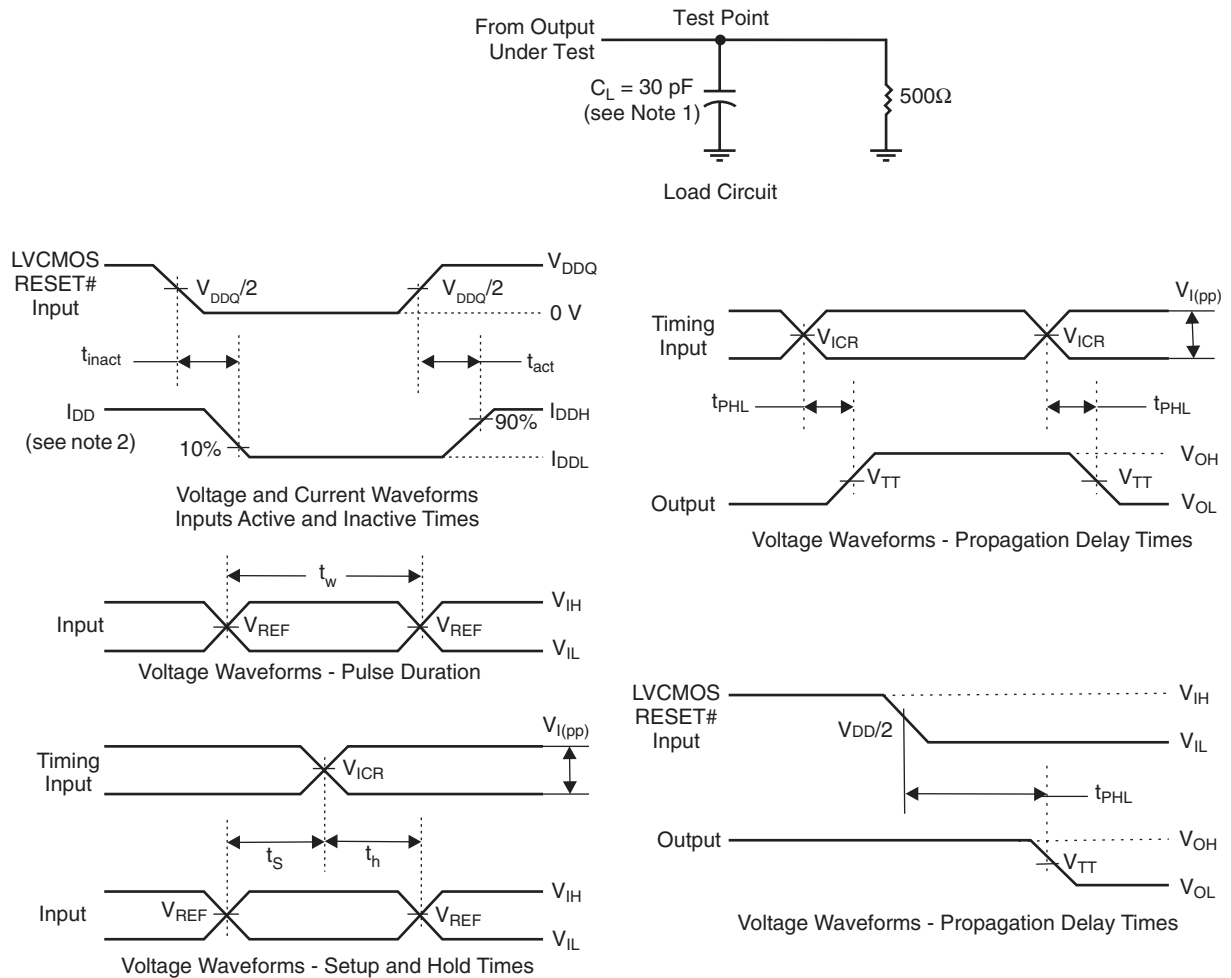 Test Point
From Output
Under Test
C_L = 30 pF
(see Note 1)
500Ω
Load Circuit
LVCMOS
RESET#
Input
V_DDQ/2
V_DDQ/2
V_DDQ
0 V
t_inact
t_act
I_DD
(see note 2)
10%
90%
I_DDH
I_DDL
Voltage and Current Waveforms
Inputs Active and Inactive Times
t_w
Input
V_REF
V_REF
V_IH
V_IL
Voltage Waveforms - Pulse Duration
Timing
Input
V_ICR
V_I(pp)
t_S
t_h
Input
V_REF
V_REF
V_IH
V_IL
Voltage Waveforms - Setup and Hold Times
V_I(pp)
Timing
Input
V_ICR
V_ICR
t_PHL
t_PHL
Output
V_TT
V_TT
V_OH
V_OL
Voltage Waveforms - Propagation Delay Times
LVCMOS
RESET#
Input
VDD/2
V_IH
V_IL
t_PHL
Output
V_TT
V_OH
V_OL
Voltage Waveforms - Propagation Delay Times